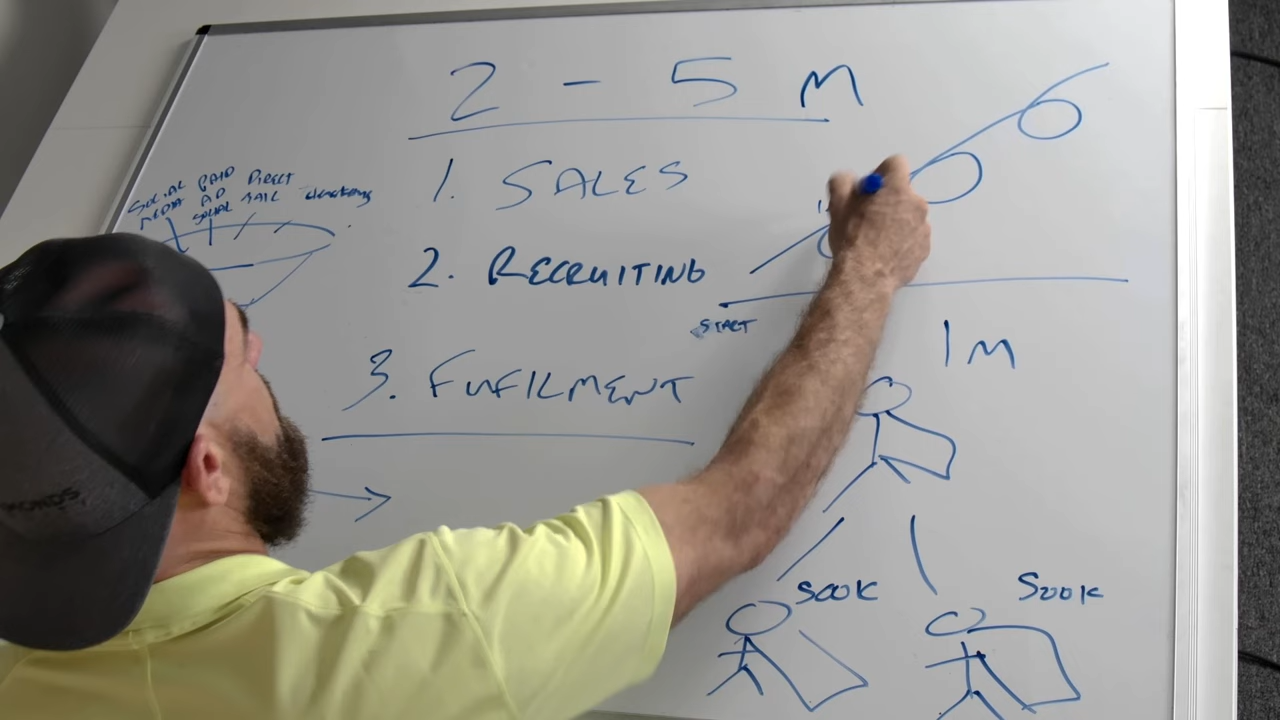 2 - 5 M
1. SALES
2. RECRUITING
3. FUFILMENT
SOCIAL MEDIA
PAID AD SOCIAL
DIRECT MAIL
START
1M
500K
500K